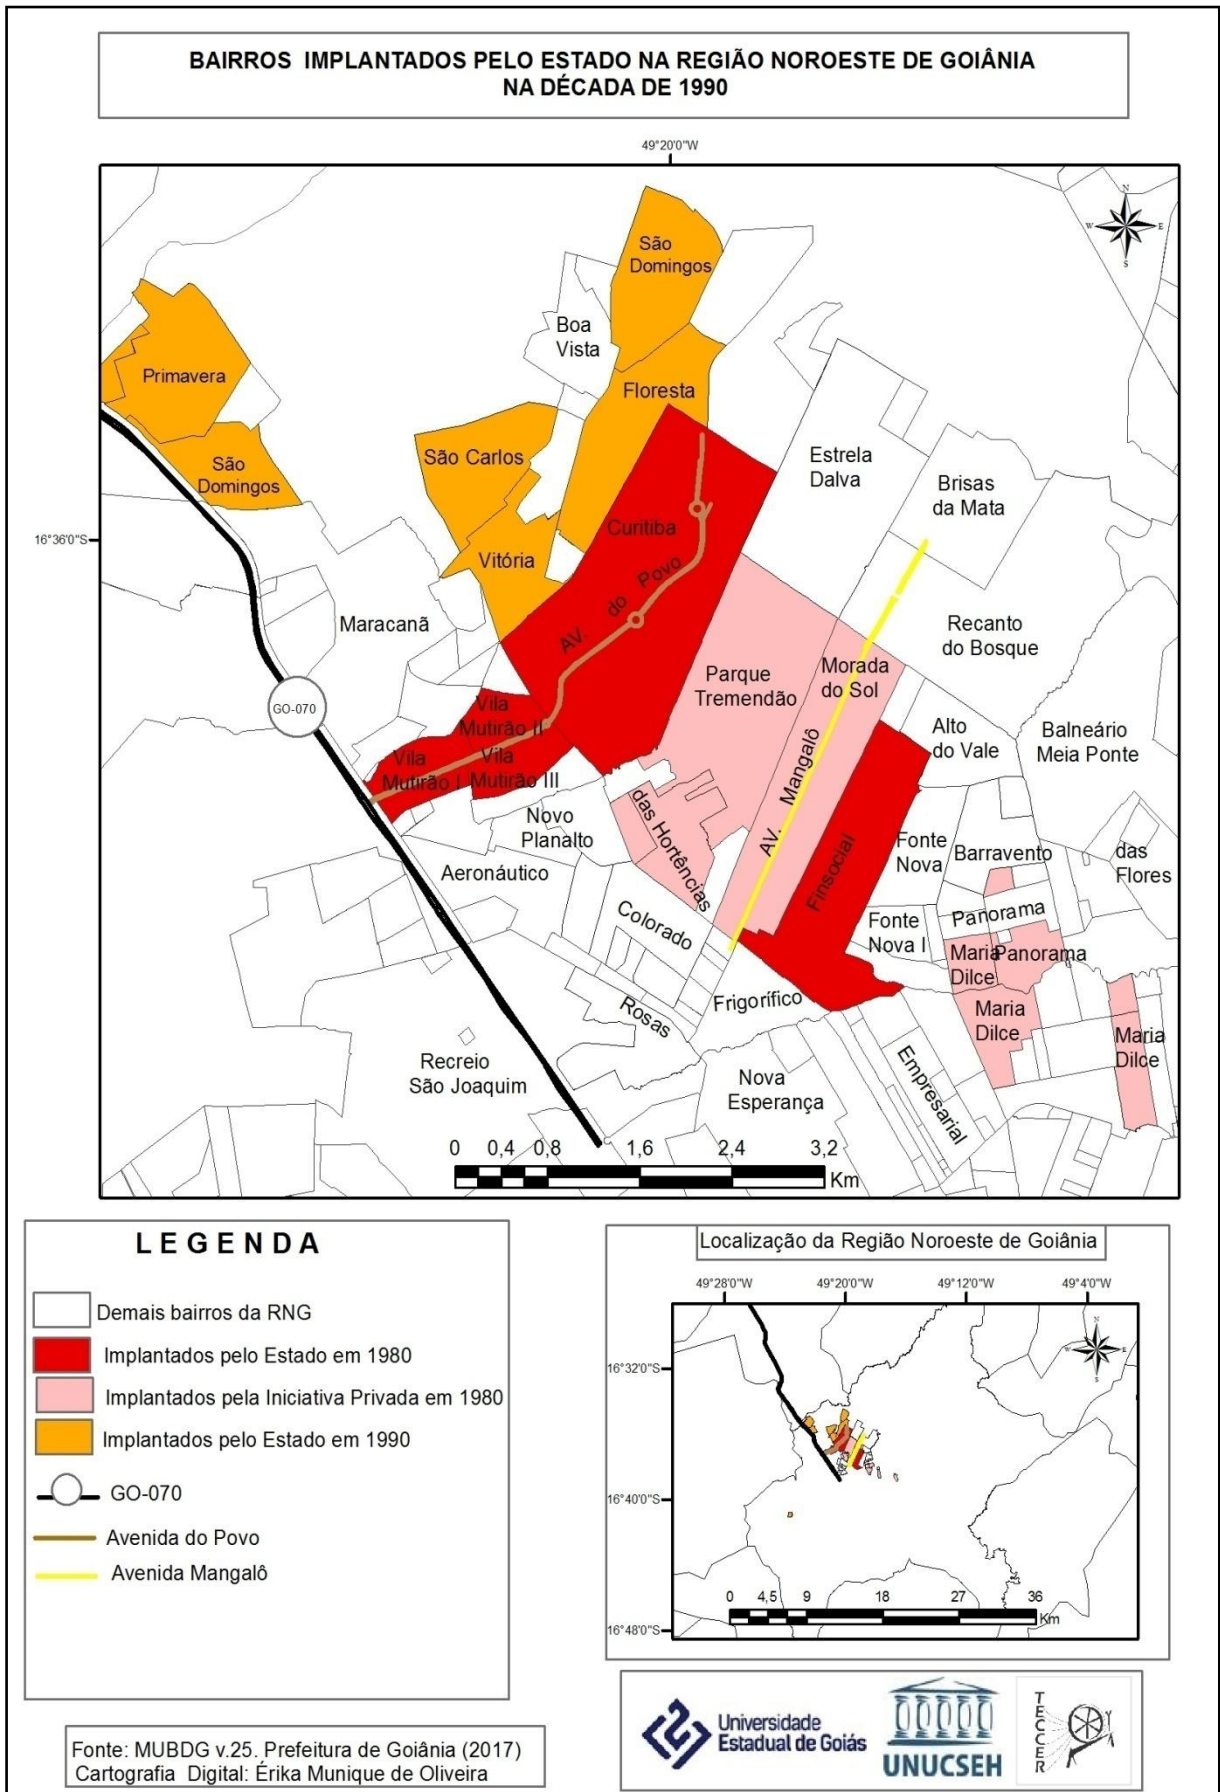 BAIRROS IMPLANTADOS PELO ESTADO NA REGIÃO NOROESTE DE GOIÂNIA
NA DÉCADA DE 1990
49°20'0"W
N
W
E
S
São
Domingos
Boa
Vista
Primavera
Floresta
São Carlos
São
Domingos
Estrela
Dalva
Brisas
da Mata
16°36'0"S
Curitiba
Vitória
AV. do Povo
Maracanã
Recanto
do Bosque
Parque
Tremendão
Morada
do Sol
GO-070
Vila
Mutirão II
Alto
do Vale
Balneário
Meia Ponte
Vila
Mutirão I
Vila
Mutirão III
AV. Mangalô
das Hortências
Novo
Planalto
Finsocial
Fonte
Nova
Barravento
das
Flores
Aeronáutico
Colorado
Fonte
Nova I
Panorama
Maria
Dilce
Panorama
Rosas
Frigorífico
Maria
Dilce
Maria
Dilce
Recreio
São Joaquim
Nova
Esperança
Empresarial
0 0,4 0,8 1,6 2,4 3,2
Km
LEGENDA
Demais bairros da RNG
Implantados pelo Estado em 1980
Implantados pela Iniciativa Privada em 1980
Implantados pelo Estado em 1990
GO-070
Avenida do Povo
Avenida Mangalô
Localização da Região Noroeste de Goiânia
49°28'0"W 49°20'0"W 49°12'0"W 49°4'0"W
N
W
E
S
16°32'0"S
16°40'0"S
16°48'0"S
0 4,5 9 18 27 36
Km
Universidade
Estadual de Goiás
UNUCSEH
TECCER
Fonte: MUBDG v.25. Prefeitura de Goiânia (2017)
Cartografia Digital: Érika Munique de Oliveira